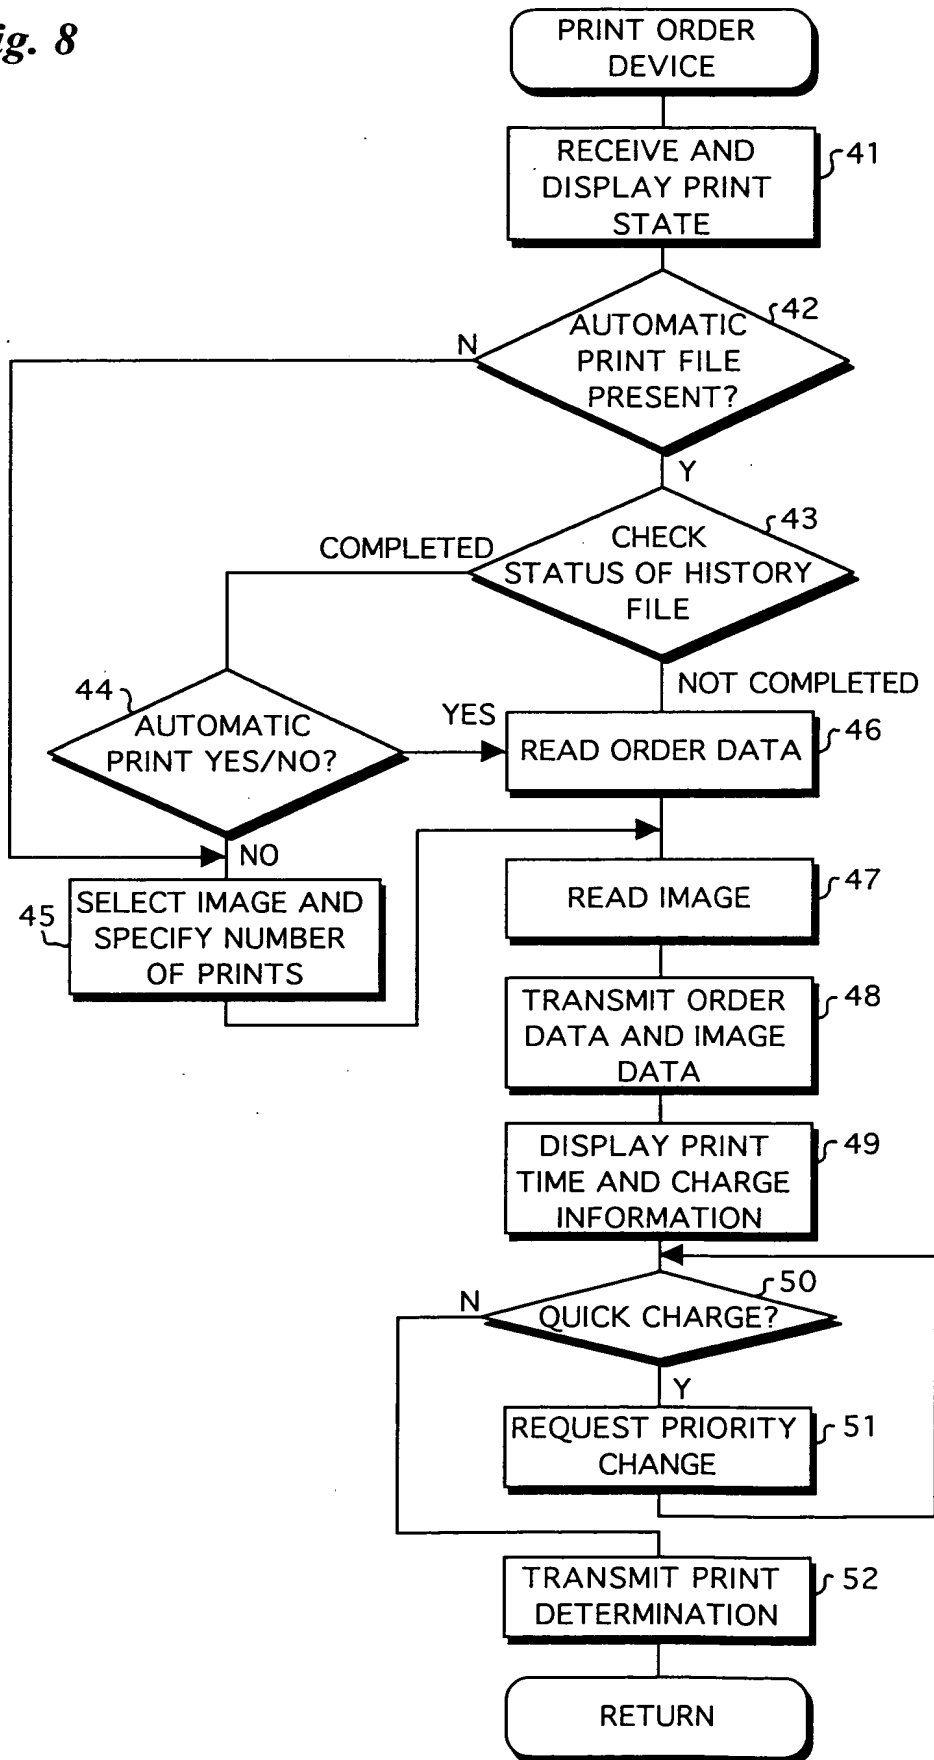 ig. 8
PRINT ORDER
DEVICE
RECEIVE AND
DISPLAY PRINT
STATE
41
AUTOMATIC
PRINT FILE
PRESENT?
42
N
Y
CHECK
STATUS OF HISTORY
FILE
43
COMPLETED
NOT COMPLETED
44
AUTOMATIC
PRINT YES/NO?
YES
NO
READ ORDER DATA
46
45
SELECT IMAGE AND
SPECIFY NUMBER
OF PRINTS
READ IMAGE
47
TRANSMIT ORDER
DATA AND IMAGE
DATA
48
DISPLAY PRINT
TIME AND CHARGE
INFORMATION
49
QUICK CHARGE?
50
N
Y
REQUEST PRIORITY
CHANGE
51
TRANSMIT PRINT
DETERMINATION
52
RETURN